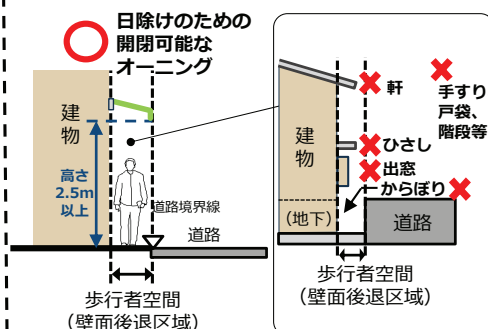 日除けのための
開閉可能な
オーニング
建物
高さ
2.5m
以上
道路境界線
道路
歩行者空間
(壁面後退区域)
軒
手すり
戸袋、
階段等
建物
ひさし
出窓
からぼり
(地下)
道路
歩行者空間
(壁面後退区域)